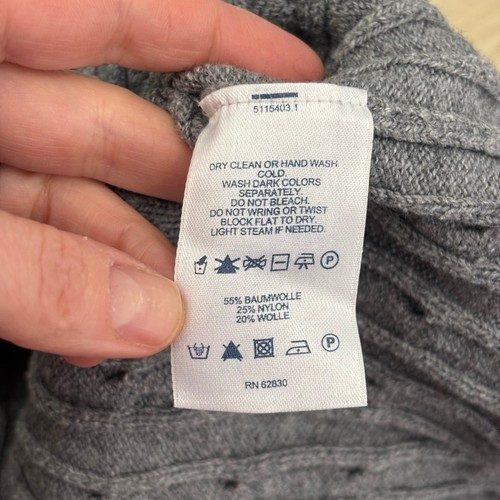 5115403.1
DRY CLEAN OR HAND WASH
COLD.
WASH DARK COLORS
SEPARATELY.
DO NOT BLEACH.
DO NOT WRING OR TWIST
BLOCK FLAT TO DRY.
LIGHT STEAM IF NEEDED.
P
55% BAUMWOLLE
25% NYLON
20% WOLLE
P
RN 62830